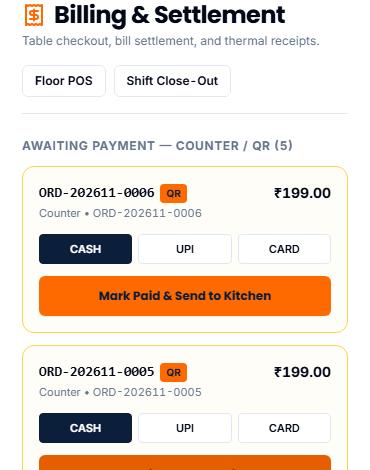 Billing & Settlement
Table checkout, bill settlement, and thermal receipts.
Floor POS
Shift Close-Out
AWAITING PAYMENT — COUNTER / QR (5)
ORD-202611-0006 QR ₹199.00
Counter • ORD-202611-0006
CASH UPI CARD
Mark Paid & Send to Kitchen
ORD-202611-0005 QR ₹199.00
Counter • ORD-202611-0005
CASH UPI CARD